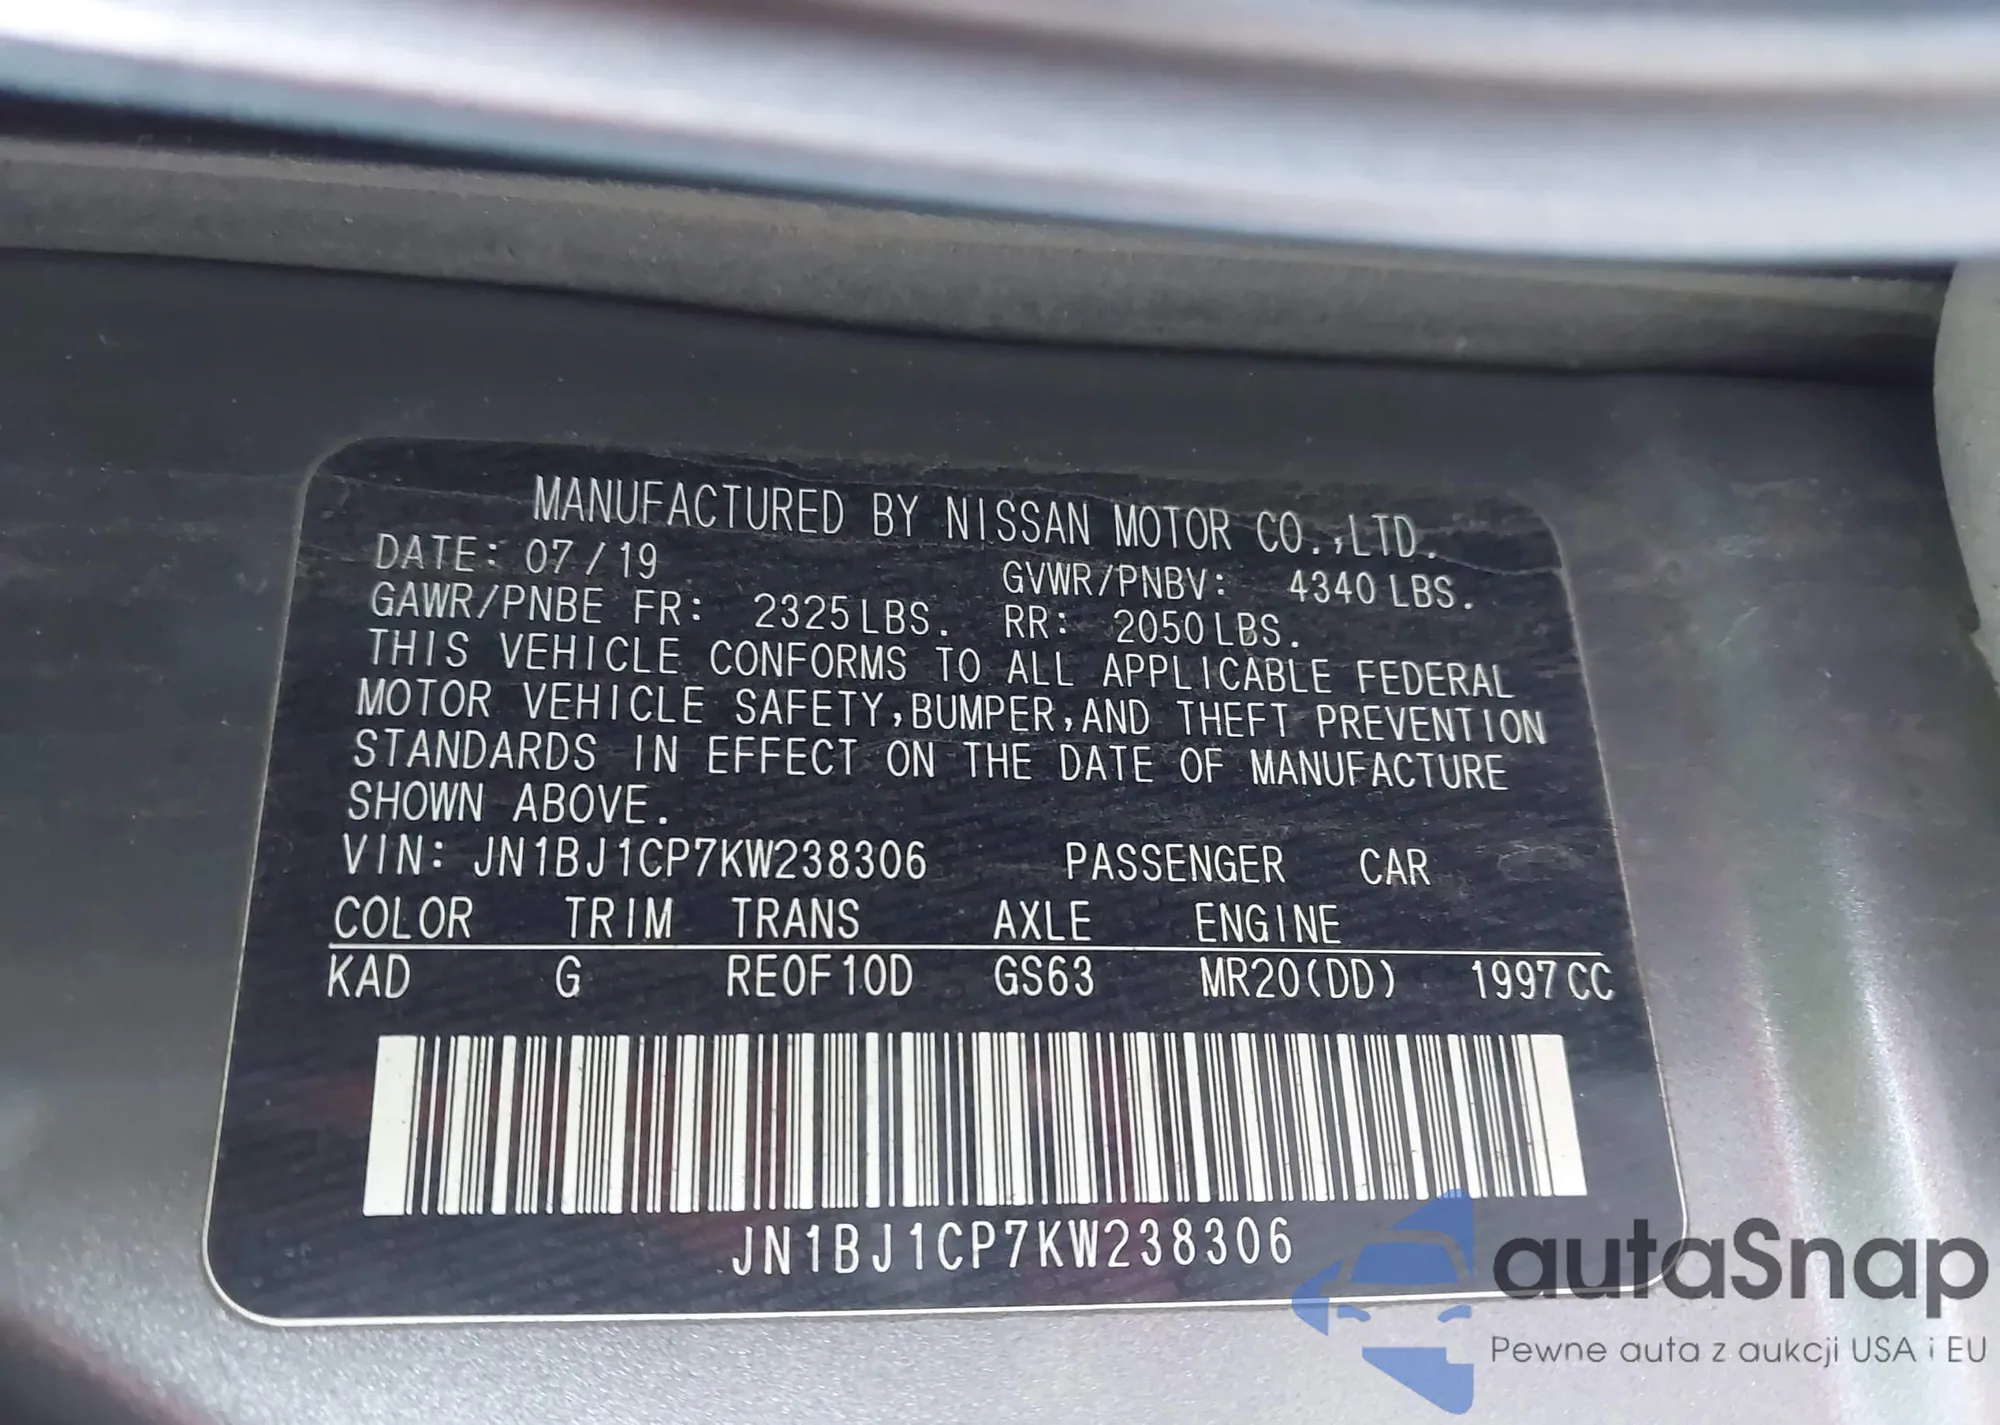 MANUFACTURED BY NISSAN MOTOR CO.,LTD.
DATE: 07/19 GVWR/PNBV: 4340 LBS.
GAWR/PNBE FR: 2325 LBS. RR: 2050 LBS.
THIS VEHICLE CONFORMS TO ALL APPLICABLE FEDERAL
MOTOR VEHICLE SAFETY,BUMPER,AND THEFT PREVENTION
STANDARDS IN EFFECT ON THE DATE OF MANUFACTURE
SHOWN ABOVE.
VIN: JN1BJ1CP7KW238306 PASSENGER CAR
COLOR TRIM TRANS AXLE ENGINE
KAD G RE0F10D GS63 MR20(DD) 1997 CC
JN1BJ1CP7KW238306
autaSnap
Pewne auta z aukcji USA i EU